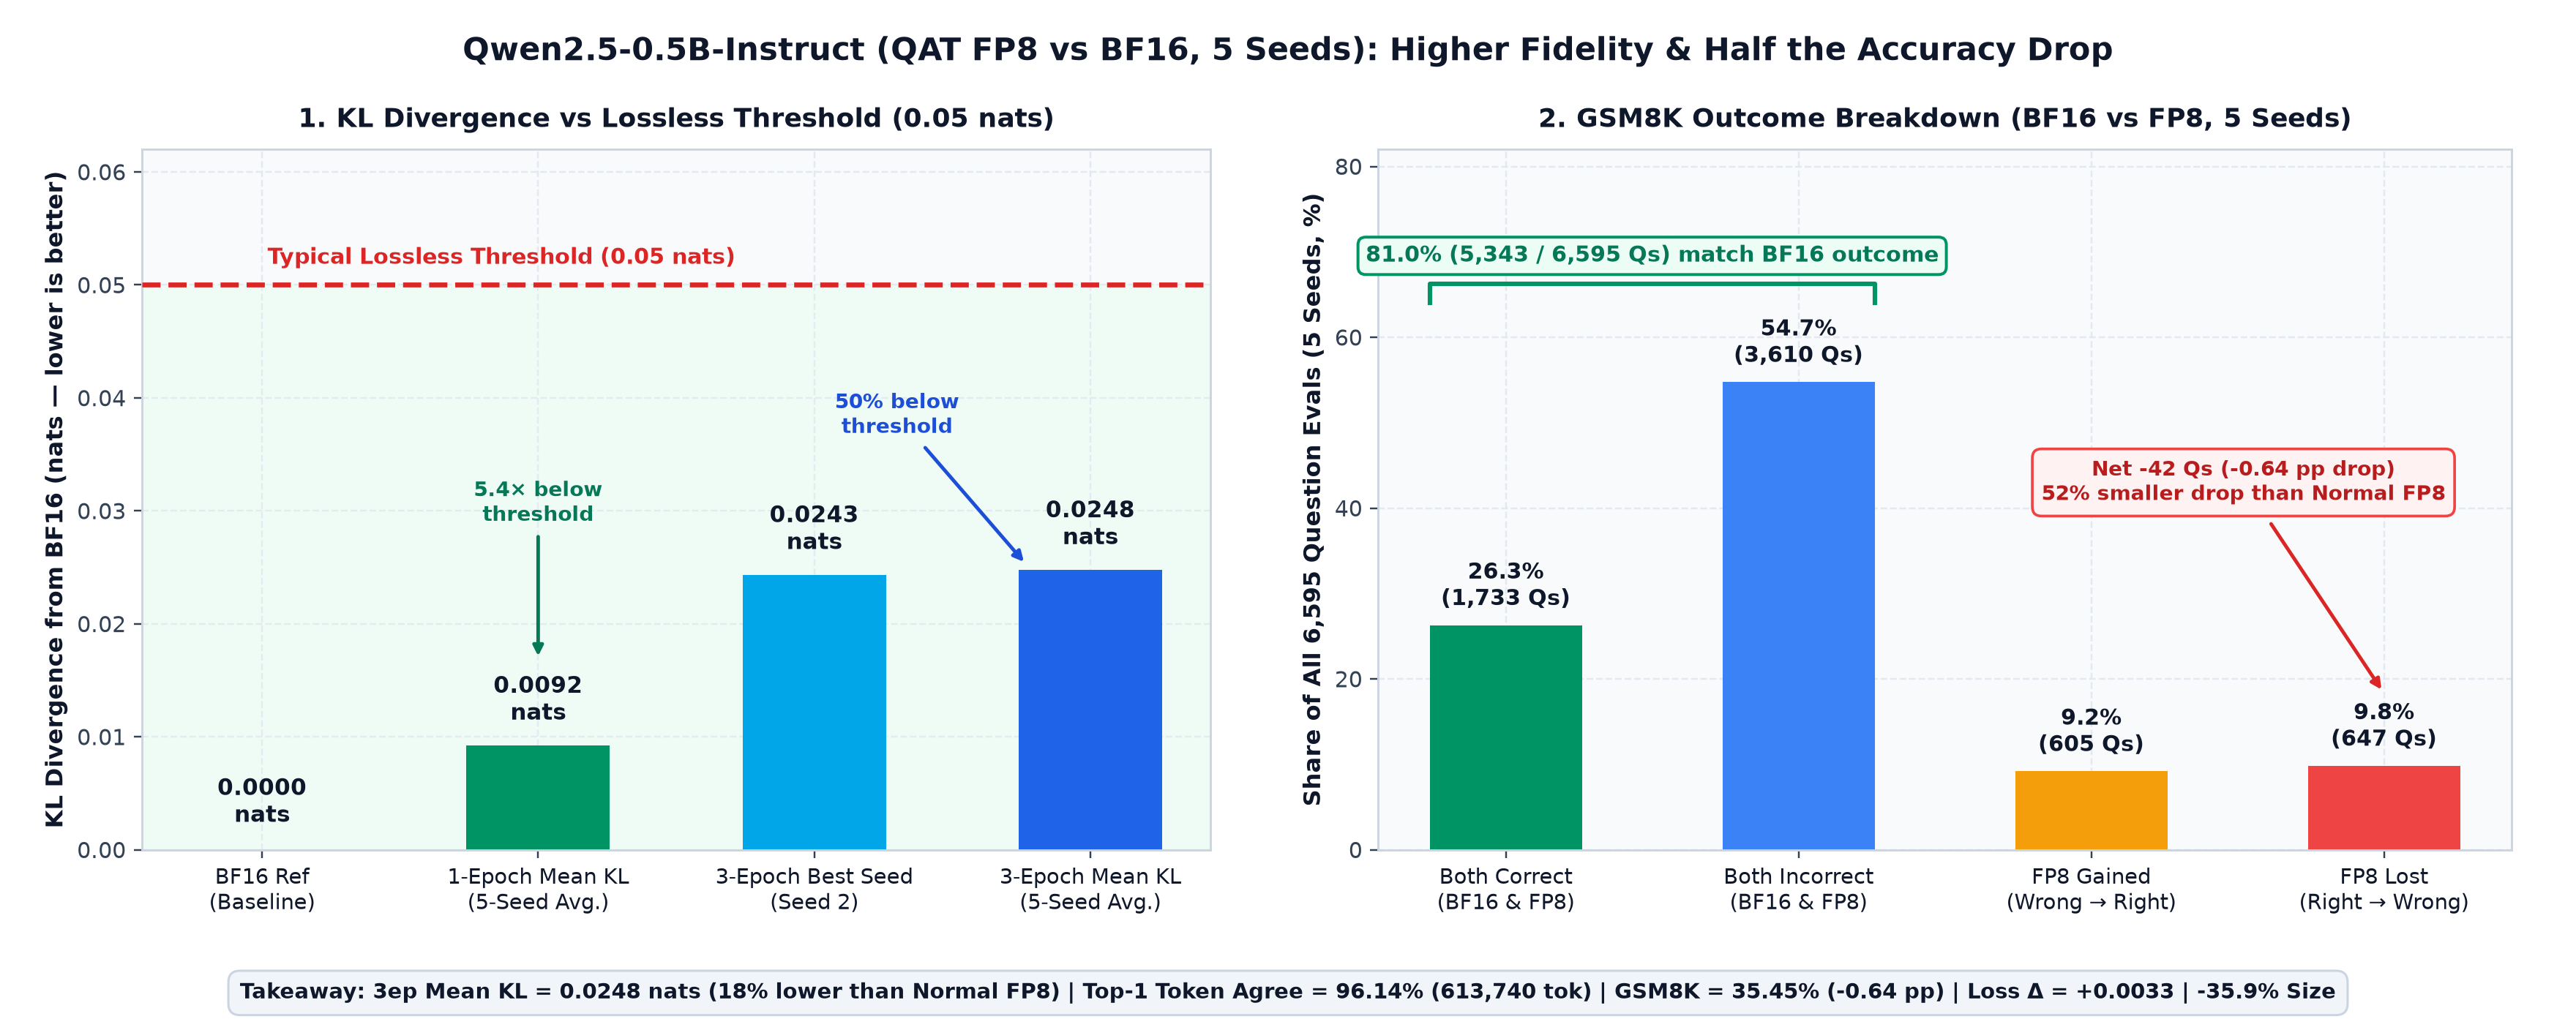 Qwen2.5-0.5B-Instruct (QAT FP8 vs BF16, 5 Seeds): Higher Fidelity & Half the Accuracy Drop
1. KL Divergence vs Lossless Threshold (0.05 nats)
KL Divergence from BF16 (nats — lower is better)
0.06
0.05
0.04
0.03
0.02
0.01
0.00
Typical Lossless Threshold (0.05 nats)
50% below
threshold
5.4× below
threshold
0.0000
nats
0.0092
nats
0.0243
nats
0.0248
nats
BF16 Ref
(Baseline)
1-Epoch Mean KL
(5-Seed Avg.)
3-Epoch Best Seed
(Seed 2)
3-Epoch Mean KL
(5-Seed Avg.)
2. GSM8K Outcome Breakdown (BF16 vs FP8, 5 Seeds)
Share of All 6,595 Question Evals (5 Seeds, %)
80
60
40
20
0
81.0% (5,343 / 6,595 Qs) match BF16 outcome
26.3%
(1,733 Qs)
54.7%
(3,610 Qs)
Net -42 Qs (-0.64 pp drop)
52% smaller drop than Normal FP8
9.2%
(605 Qs)
9.8%
(647 Qs)
Both Correct
(BF16 & FP8)
Both Incorrect
(BF16 & FP8)
FP8 Gained
(Wrong → Right)
FP8 Lost
(Right → Wrong)
Takeaway: 3ep Mean KL = 0.0248 nats (18% lower than Normal FP8) | Top-1 Token Agree = 96.14% (613,740 tok) | GSM8K = 35.45% (-0.64 pp) | Loss Δ = +0.0033 | -35.9% Size